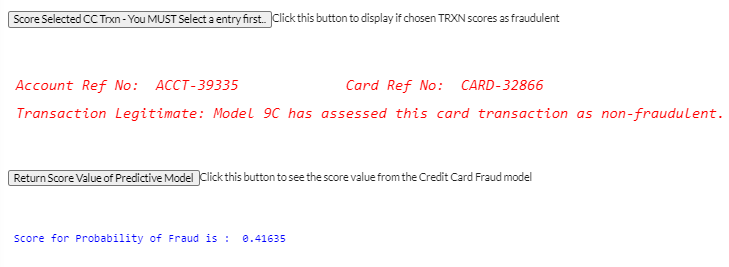 Score Selected CC Trxn - You MUST Select a entry first.. Click this button to display if chosen TRXN scores as fraudulent
Account Ref No: ACCT-39335 Card Ref No: CARD-32866
Transaction Legitimate: Model 9C has assessed this card transaction as non-fraudulent.
Return Score Value of Predictive Model Click this button to see the score value from the Credit Card Fraud model
Score for Probability of Fraud is : 0.41635